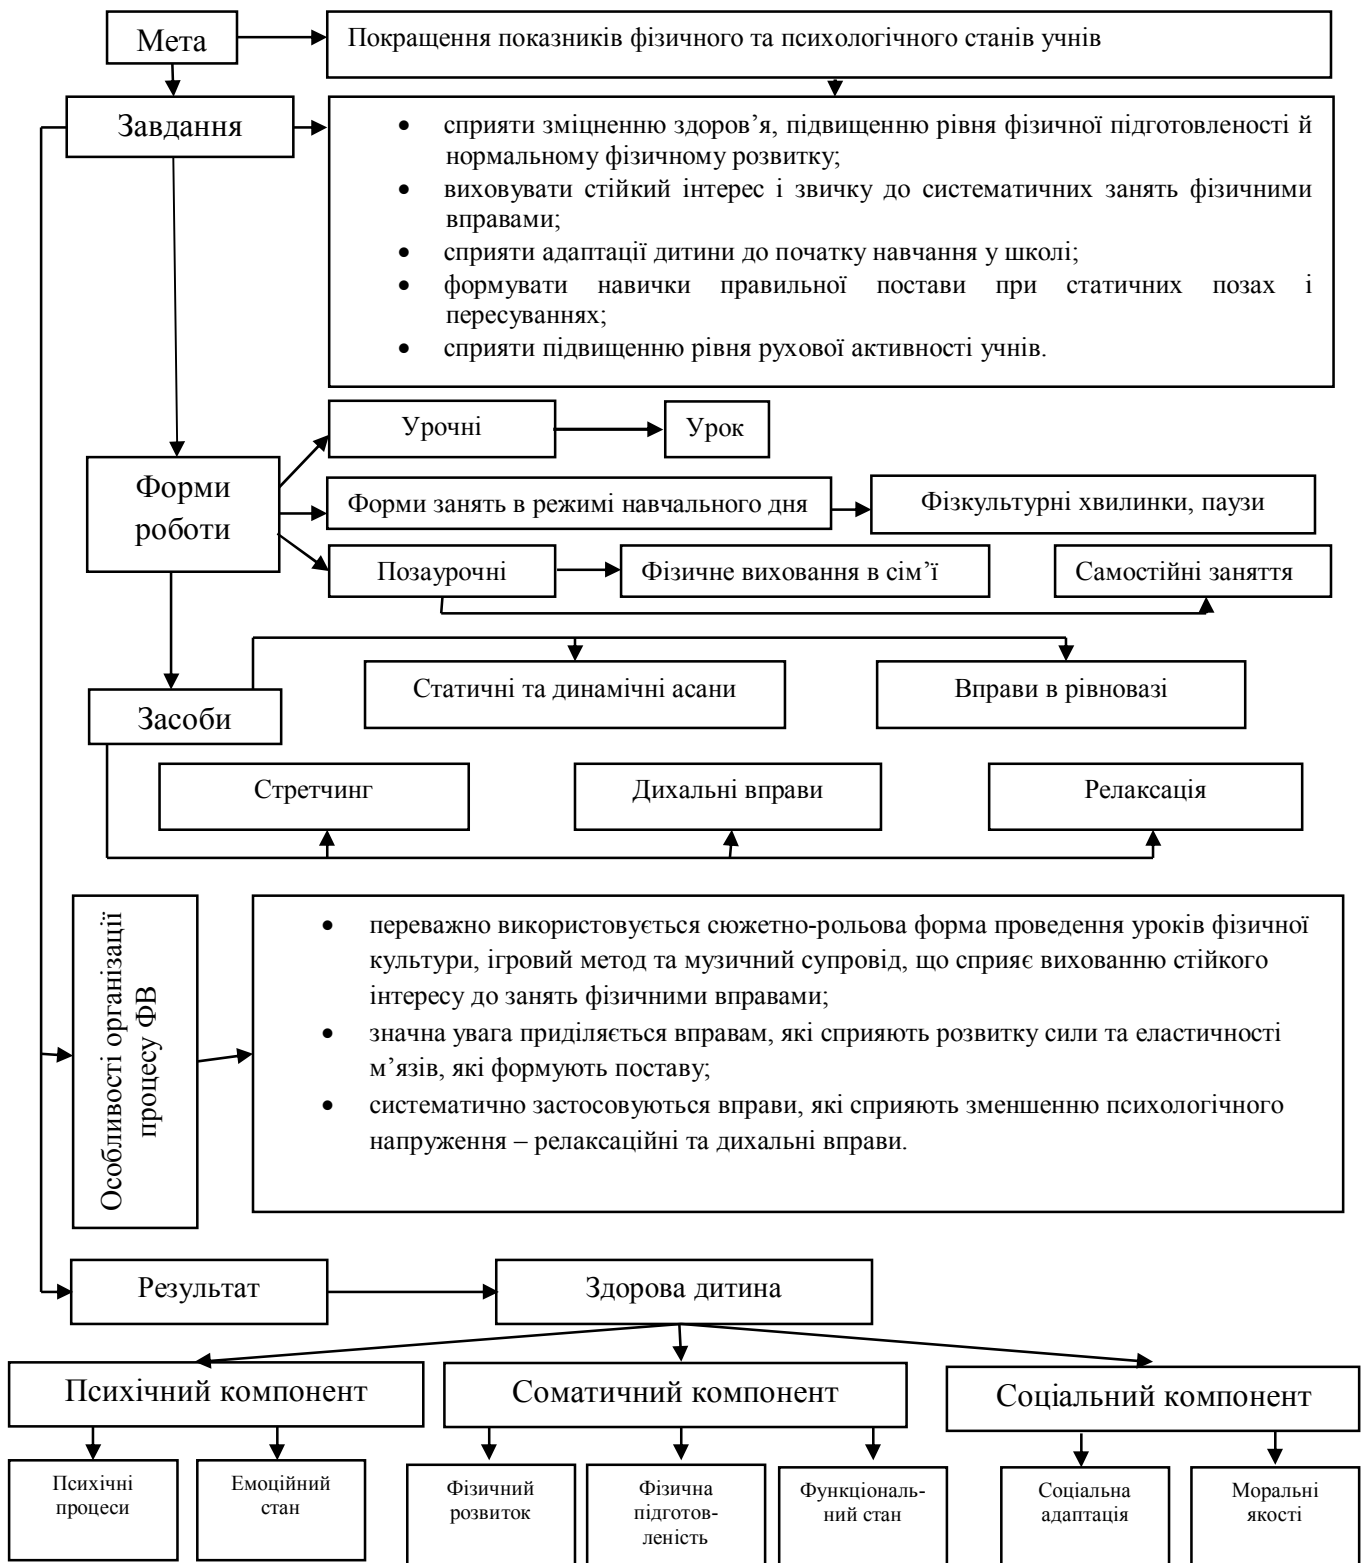 Мета
Покращення показників фізичного та психологічного станів учнів
Завдання
• сприяти зміцненню здоров’я, підвищенню рівня фізичної підготовленості й
нормальному фізичному розвитку;
• виховувати стійкий інтерес і звичку до систематичних занять фізичними
вправами;
• сприяти адаптації дитини до початку навчання у школі;
• формувати навички правильної постави при статичних позах і
пересуваннях;
• сприяти підвищенню рівня рухової активності учнів.
Урочні
Урок
Форми
роботи
Форми занять в режимі навчального дня
Фізкультурні хвилинки, паузи
Позаурочні
Фізичне виховання в сім’ї
Самостійні заняття
Засоби
Статичні та динамічні асани
Вправи в рівновазі
Стретчинг
Дихальні вправи
Релаксація
Особливості організації
процесу ФВ
• переважно використовується сюжетно-рольова форма проведення уроків фізичної
культури, ігровий метод та музичний супровід, що сприяє вихованню стійкого
інтересу до занять фізичними вправами;
• значна увага приділяється вправам, які сприяють розвитку сили та еластичності
м’язів, які формують поставу;
• систематично застосовуються вправи, які сприяють зменшенню психологічного
напруження – релаксаційні та дихальні вправи.
Результат
Здорова дитина
Психічний компонент
Соматичний компонент
Соціальний компонент
Психічні
процеси
Емоційний
стан
Фізичний
розвиток
Фізична
підготов-
леність
Функціональ-
ний стан
Соціальна
адаптація
Моральні
якості